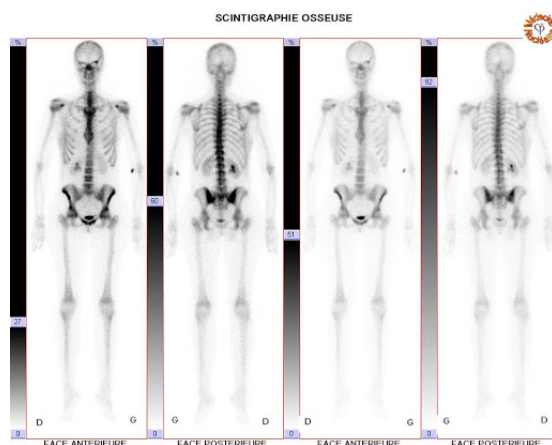 SCINTIGRAPHIE OSSEUSE
% % % %
92
60
51
27
D G G D D G G D
0 0 0 0
FACE ANTERIEURE FACE POSTERIEURE FACE ANTERIEURE FACE POSTERIEURE